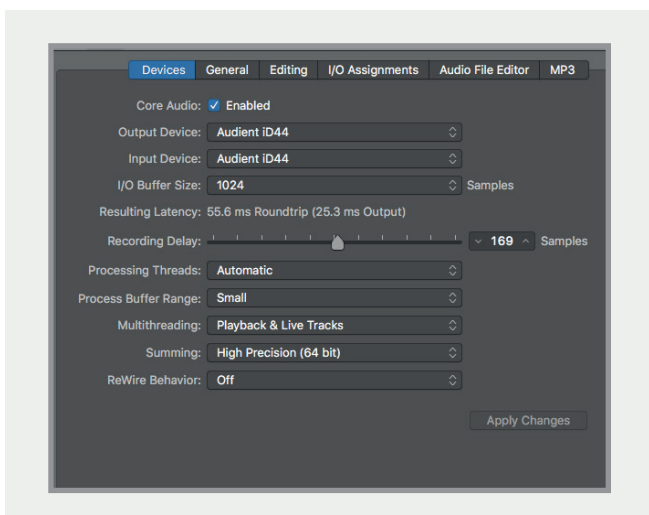 Devices General Editing I/O Assignments Audio File Editor MP3
Core Audio: Enabled
Output Device: Audient iD44
Input Device: Audient iD44
I/O Buffer Size: 1024 Samples
Resulting Latency: 55.6 ms Roundtrip (25.3 ms Output)
Recording Delay: 169 Samples
Processing Threads: Automatic
Process Buffer Range: Small
Multithreading: Playback & Live Tracks
Summing: High Precision (64 bit)
ReWire Behavior: Off
Apply Changes